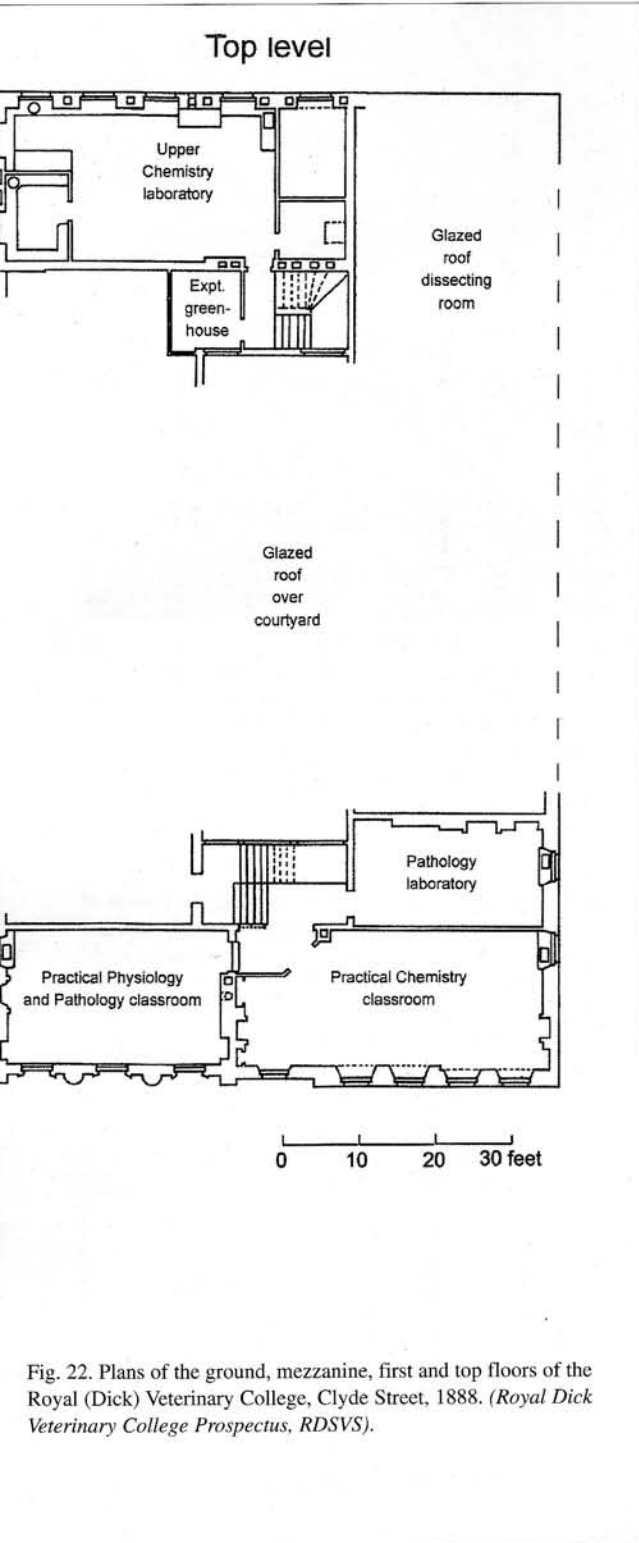 Top level
Upper
Chemistry
laboratory
Glazed
roof
dissecting
room
Expt.
green-
house
Glazed
roof
over
courtyard
Pathology
laboratory
Practical Physiology
and Pathology classroom
Practical Chemistry
classroom
0 10 20 30 feet
Fig. 22. Plans of the ground, mezzanine, first and top floors of the
Royal (Dick) Veterinary College, Clyde Street, 1888. (Royal Dick
Veterinary College Prospectus, RDSVS).